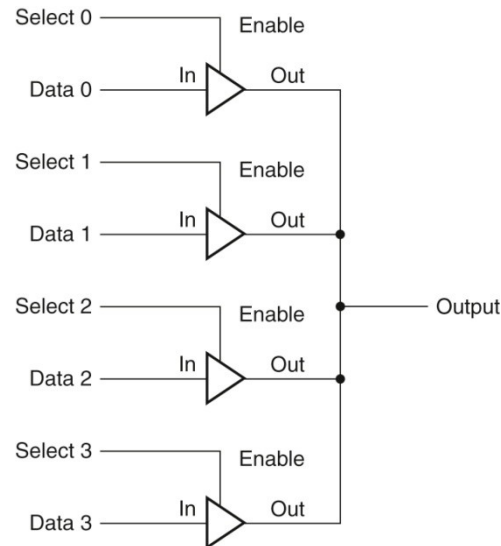 Select 0
Enable
Data 0
In
Out
Select 1
Enable
Data 1
In
Out
Select 2
Enable
Output
Data 2
In
Out
Select 3
Enable
Data 3
In
Out